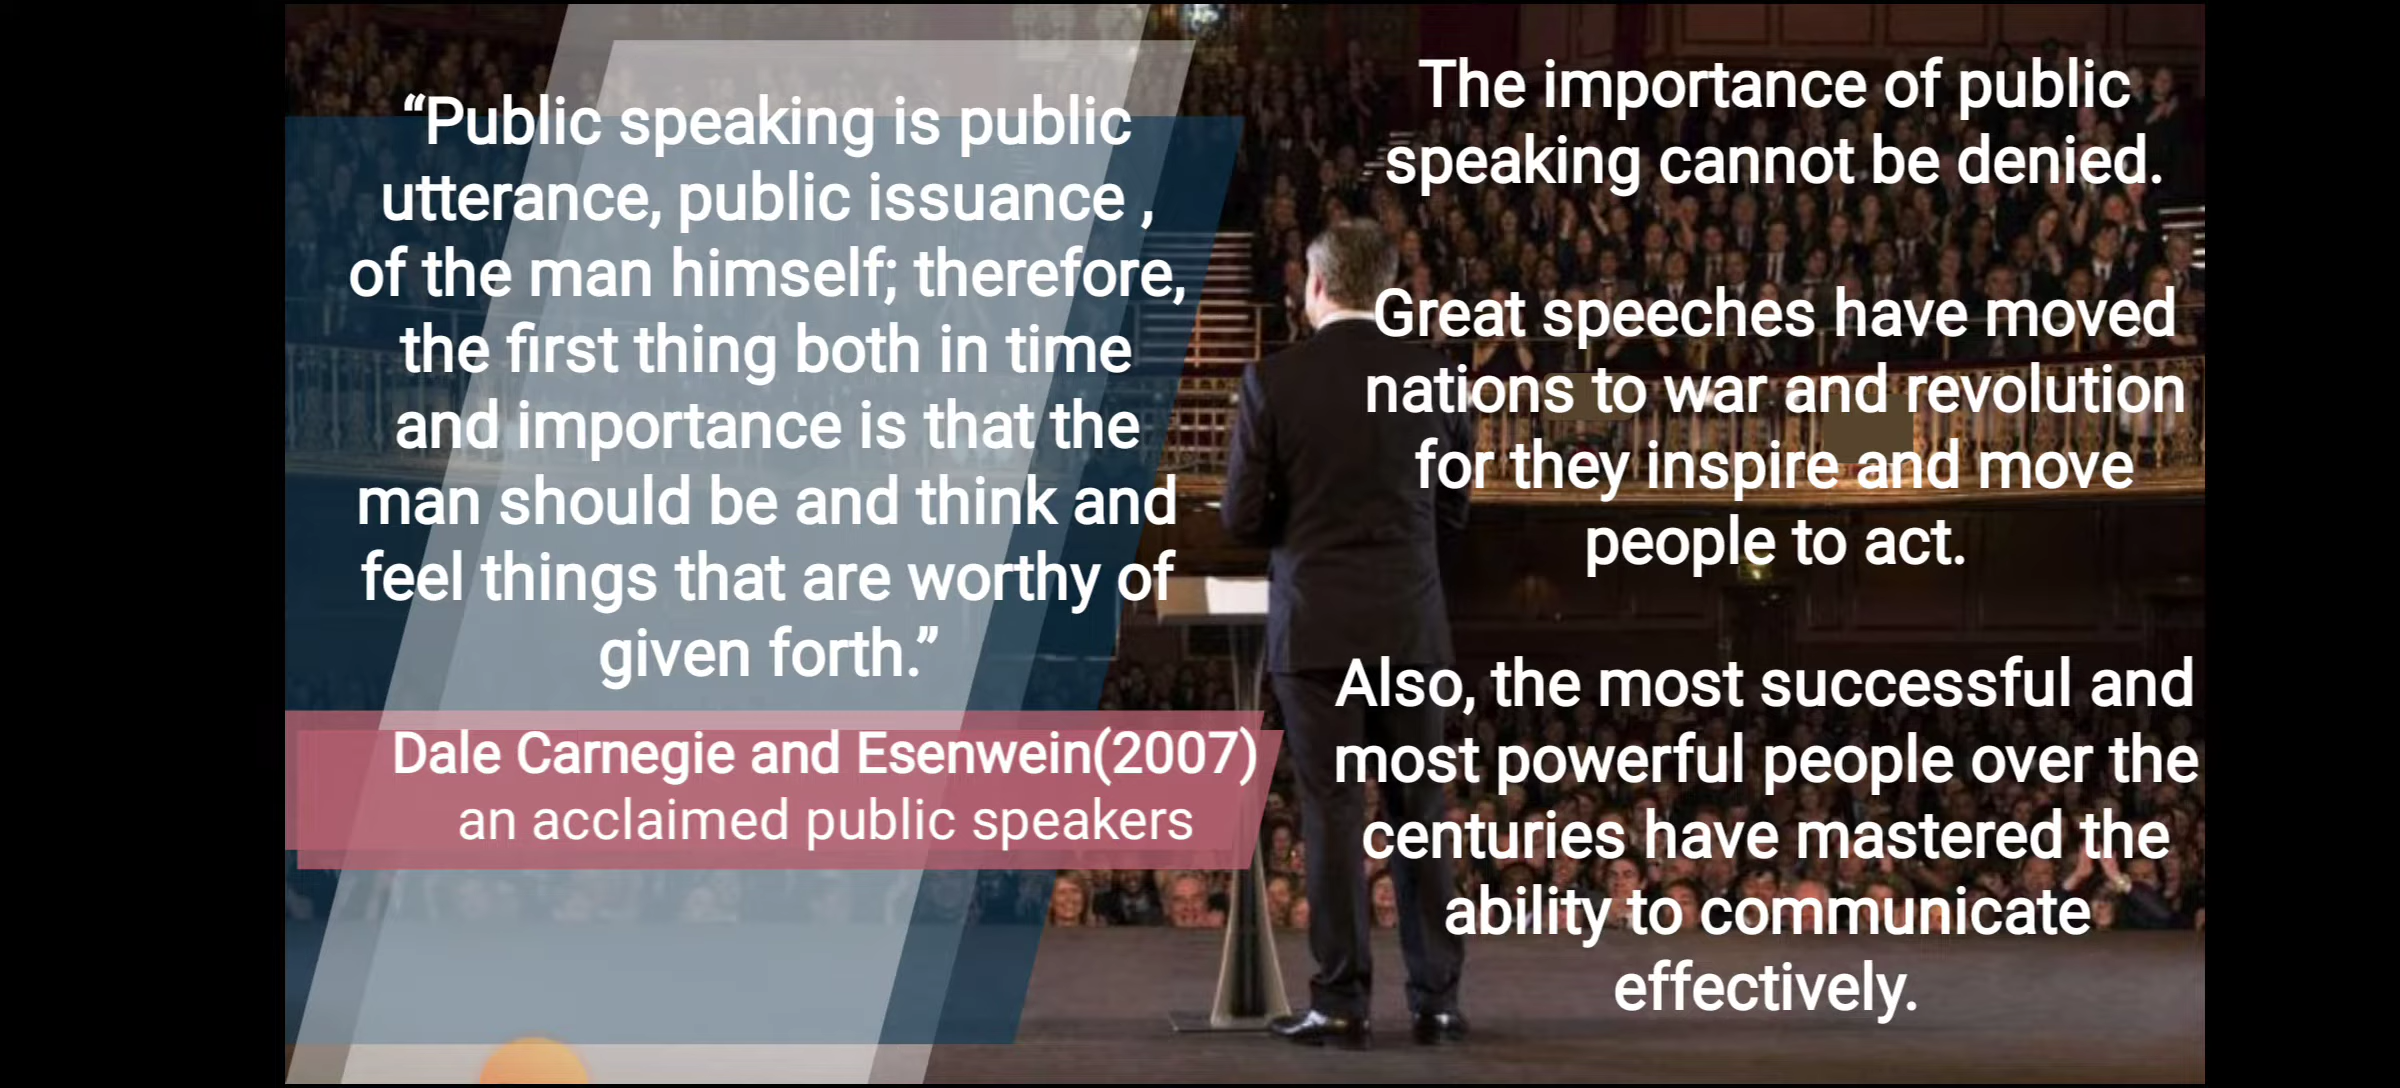 “Public speaking is public
utterance, public issuance ,
of the man himself; therefore,
the first thing both in time
and importance is that the
man should be and think and
feel things that are worthy of
given forth.”
Dale Carnegie and Esenwein(2007)
an acclaimed public speakers
The importance of public
speaking cannot be denied.
Great speeches have moved
nations to war and revolution
for they inspire and move
people to act.
Also, the most successful and
most powerful people over the
centuries have mastered the
ability to communicate
effectively.